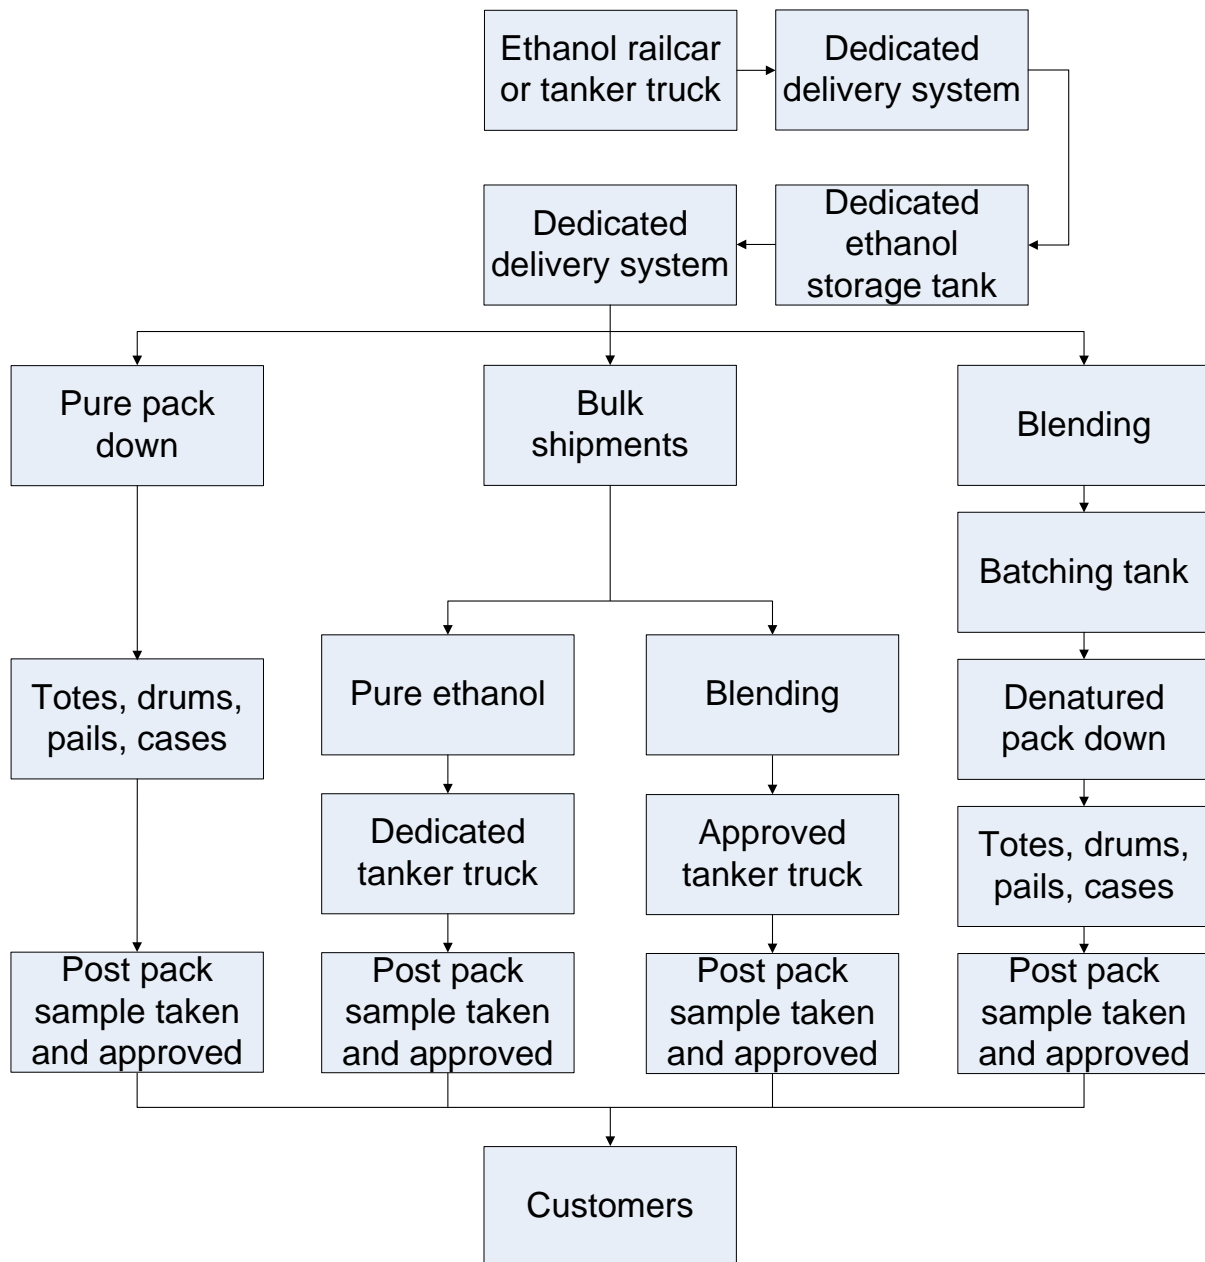 Ethanol railcar
or tanker truck
Dedicated
delivery system
Dedicated
delivery system
Dedicated
ethanol
storage tank
Pure pack
down
Bulk
shipments
Blending
Batching tank
Totes, drums,
pails, cases
Pure ethanol
Blending
Denatured
pack down
Dedicated
tanker truck
Approved
tanker truck
Totes, drums,
pails, cases
Post pack
sample taken
and approved
Post pack
sample taken
and approved
Post pack
sample taken
and approved
Post pack
sample taken
and approved
Customers